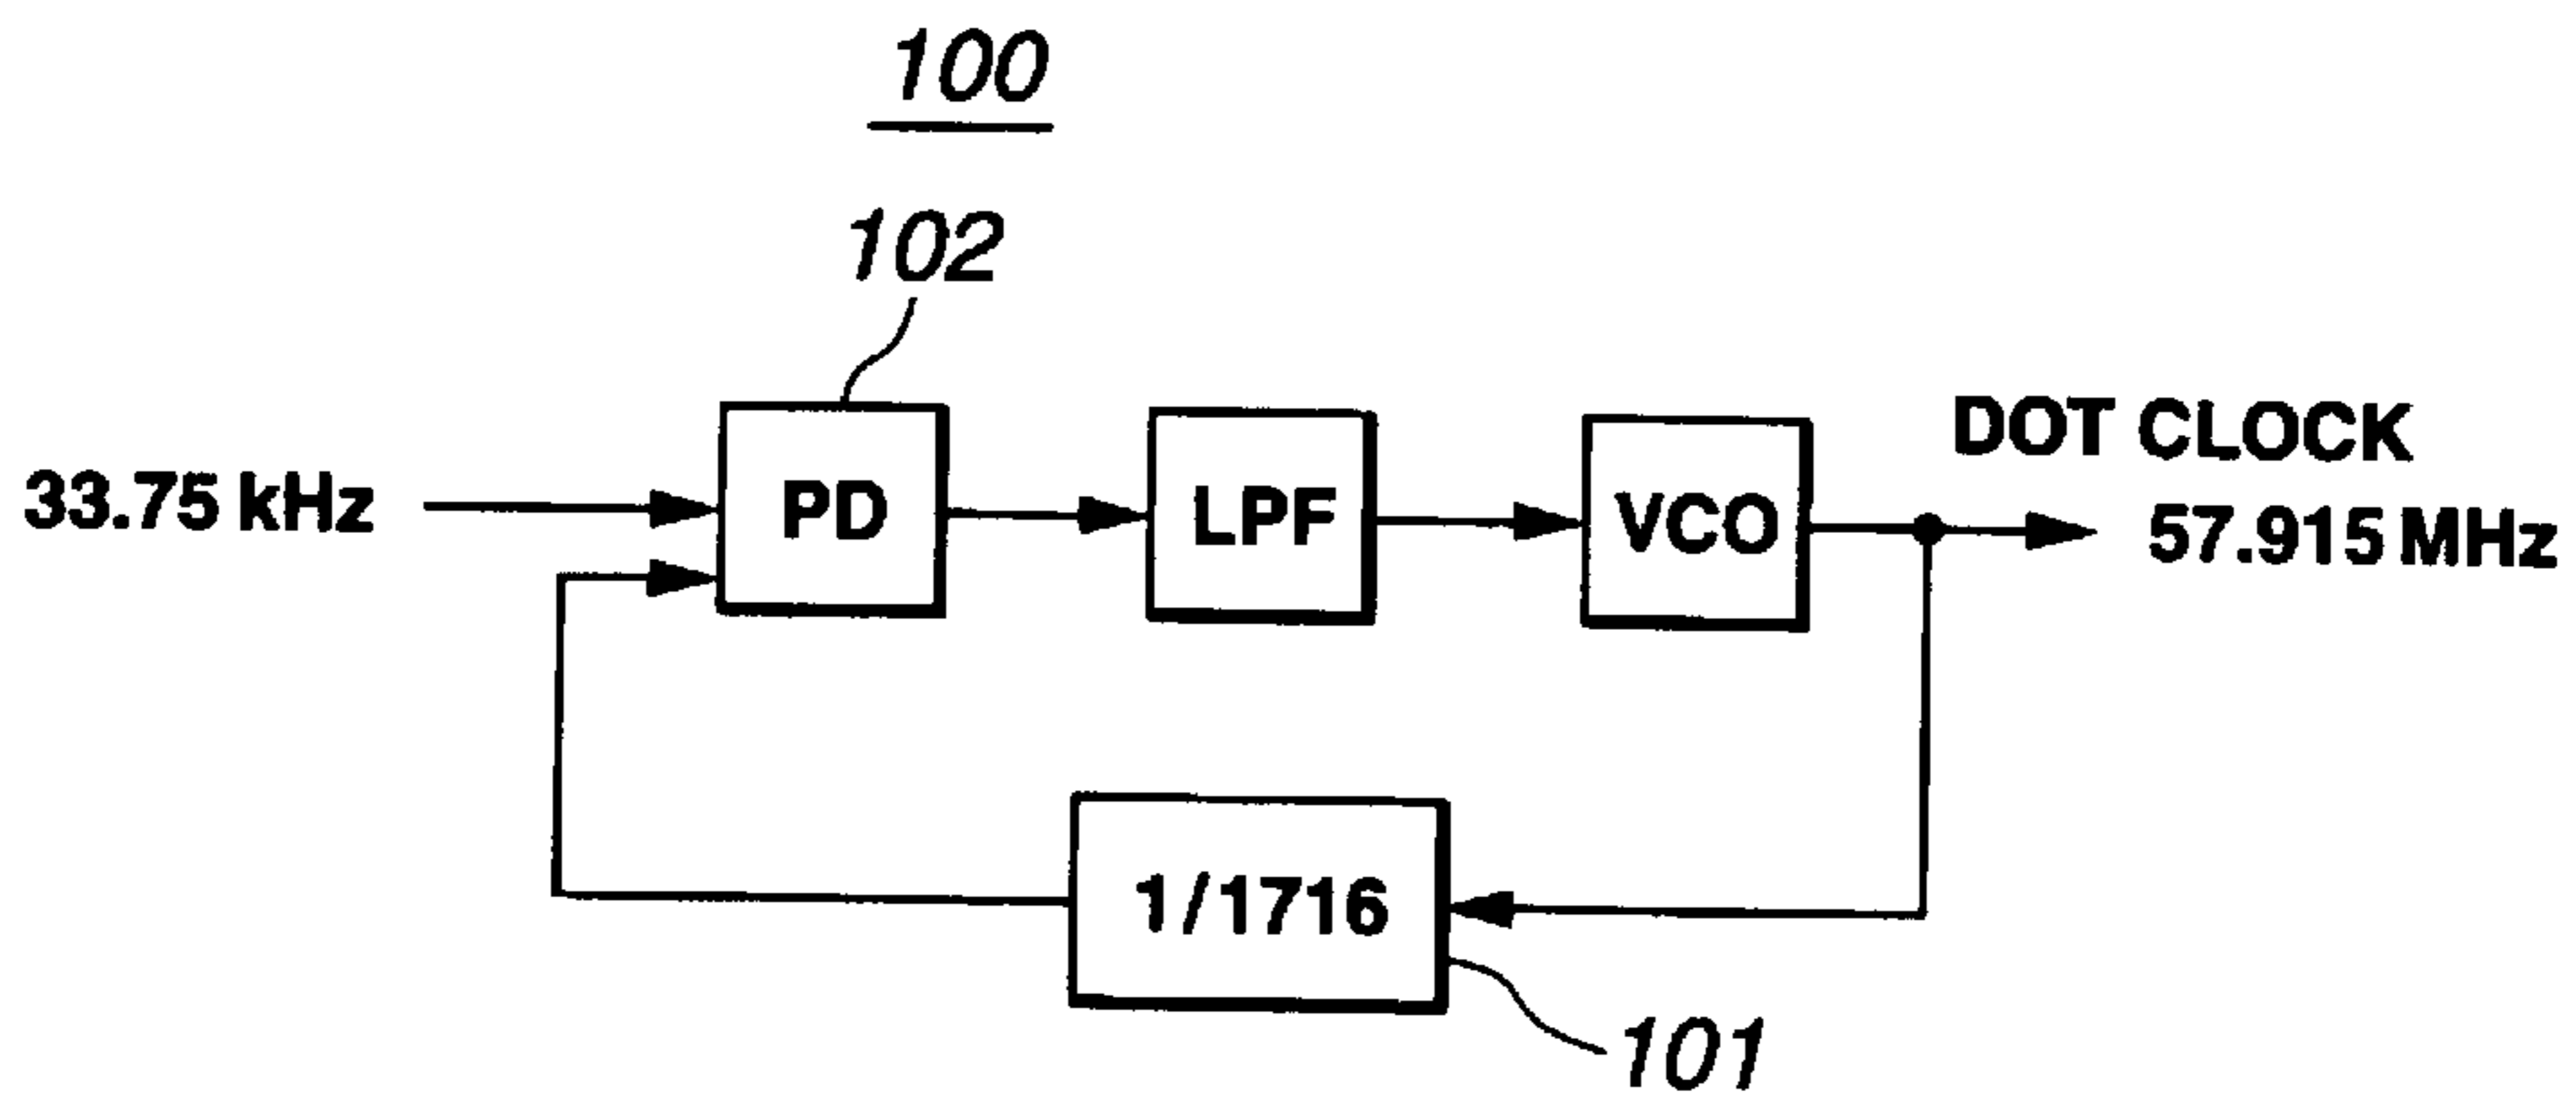 100
102
33.75 kHz
PD
LPF
VCO
DOT CLOCK
57.915 MHz
1/1716
101